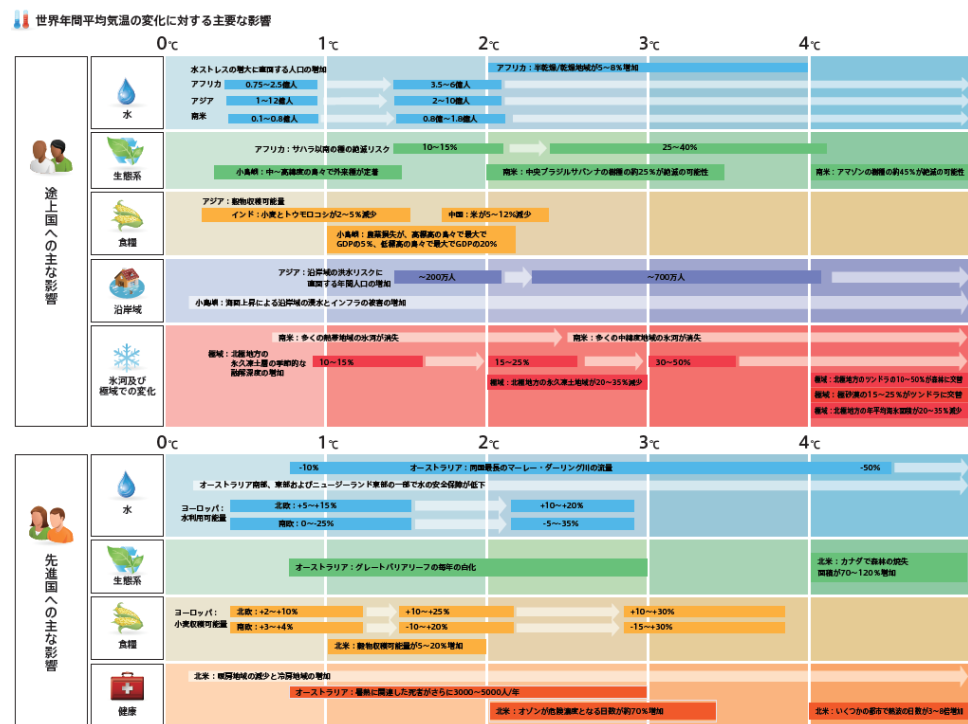 世界年間平均気温の変化に対する主要な影響
0℃ 1℃ 2℃ 3℃ 4℃
途上国への主な影響
水
水ストレスの増大に直面する人口の増加
アフリカ：半乾燥/乾燥地域が5～8％増加
アフリカ 0.75～2.5億人 3.5～6億人
アジア 1～12億人 2～10億人
南米 0.1～0.8億人 0.8億～1.8億人
生態系
アフリカ：サハラ以南の種の絶滅リスク 10～15% 25～40%
小島嶼：中～高緯度の島々で外来種が定着
南米：中央ブラジルサバンナの樹種の約25％が絶滅の可能性
南米：アマゾンの樹種の約45％が絶滅の可能性
食糧
アジア：穀物収穫可能量
インド：小麦とトウモロコシが2～5％減少
中国：米が5～12％減少
小島嶼：農業損失が、高標高の島々で最大で
GDPの5％、低標高の島々で最大でGDPの20％
沿岸域
アジア：沿岸域の洪水リスクに
直面する年間人口の増加
～200万人 ～700万人
小島嶼：海面上昇による沿岸域の浸水とインフラの被害の増加
氷河及び
極域での変化
南米：多くの熱帯地域の氷河が消失
南米：多くの中緯度地域の氷河が消失
極域：北極地方の
永久凍土層の季節的な
融解深度の増加
10～15% 15～25% 30～50%
極域：北極地方の永久凍土地域が20～35％減少
極域：北極地方のツンドラの10～50％が森林に交替
極域：極砂漠の15～25％がツンドラに交替
極域：北極地方の年平均海氷面積が20～35％減少
0℃ 1℃ 2℃ 3℃ 4℃
先進国への主な影響
水
-10% オーストラリア：同国最長のマーレー・ダーリング川の流量 -50%
オーストラリア南部、東部およびニュージーランド東部の一部で水の安全保障が低下
ヨーロッパ：
水利用可能量
北欧：+5～+15% +10～+20%
南欧：0～-25% -5～-35%
生態系
オーストラリア：グレートバリアリーフの毎年の白化
北米：カナダで森林の焼失
面積が70～120％増加
食糧
ヨーロッパ：
小麦収穫可能量
北欧：+2～+10% +10～+25% +10～+30%
南欧：+3～+4% -10～+20% -15～+30%
北米：穀物収穫可能量が5～20％増加
健康
北米：暖房地域の減少と冷房地域の増加
オーストラリア：暑熱に関連した死者がさらに3000～5000人/年
北米：オゾンが危険濃度となる日数が約70％増加
北米：いくつかの都市で熱波の日数が3～8倍増加